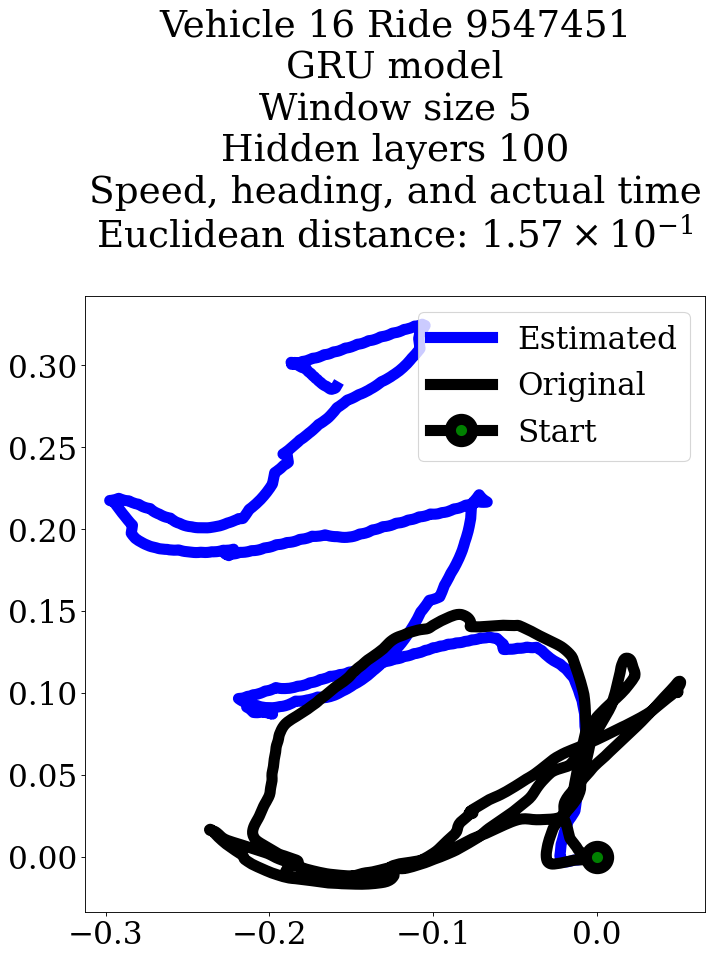 Vehicle 16 Ride 9547451
GRU model
Window size 5
Hidden layers 100
Speed, heading, and actual time
Euclidean distance: 1.57 × 10⁻¹
Estimated
Original
Start
0.30
0.25
0.20
0.15
0.10
0.05
0.00
−0.3 −0.2 −0.1 0.0